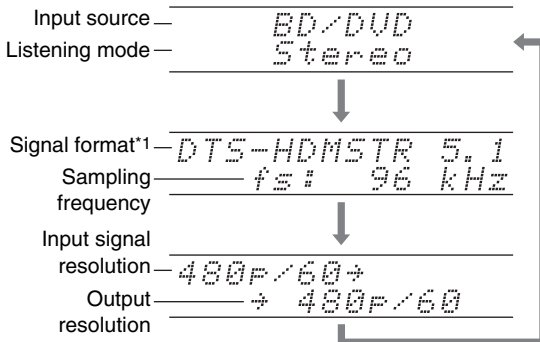 Input source
BD/DVD
Listening mode
Stereo
Signal format*1
DTS-HDMSTR 5.1
Sampling frequency
fs: 96 kHz
Input signal resolution
480p/60→
Output resolution
→ 480p/60